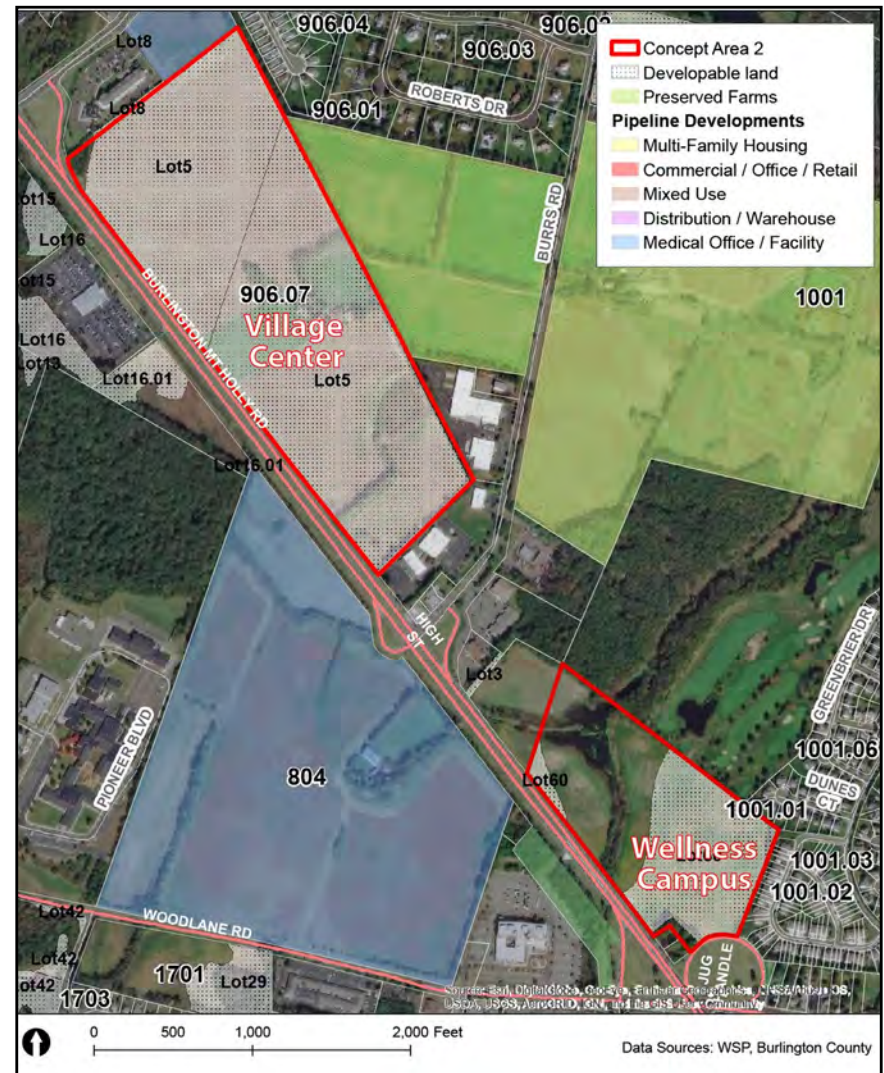 Concept Area 2
Developable land
Preserved Farms
Pipeline Developments
Multi-Family Housing
Commercial / Office / Retail
Mixed Use
Distribution / Warehouse
Medical Office / Facility
906.04
906.03
906.02
Lot8
ROBERTS DR
Lot8
906.01
Lot5
BURRS RD
Lot15
Lot16
Lot15
BURLINGTON MT HOLLY RD
906.07
1001
Village
Center
Lot16
Lot13
Lot16.01
Lot5
Lot16.01
HIGH
ST
Lot3
GREENBRIER DR
PIONEER BLVD
804
Lot60
1001.06
DUNES
CT
1001.01
Wellness
Campus
1001.03
1001.02
Lot42
WOODLANE RD
Lot42
Lot42
1701
Lot29
1703
JUG
HANDLE
0 500 1,000 2,000 Feet
Data Sources: WSP, Burlington County